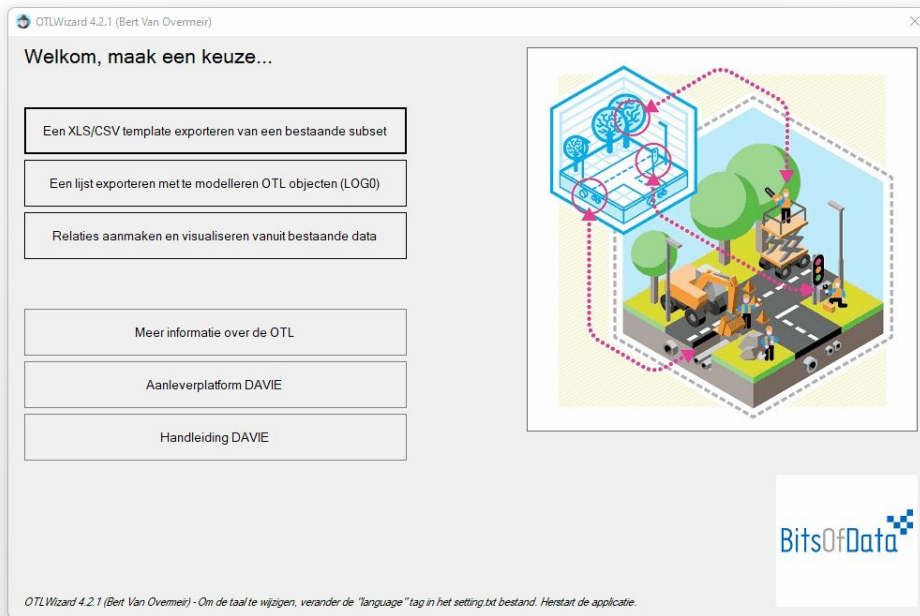 OTLWizard 4.2.1 (Bert Van Overmeir)
Welkom, maak een keuze...
Een XLS/CSV template exporteren van een bestaande subset
Een lijst exporteren met te modelleren OTL objecten (LOG0)
Relaties aanmaken en visualiseren vanuit bestaande data
Meer informatie over de OTL
Aanleverplatform DAVIE
Handleiding DAVIE
BitsOfData
OTLWizard 4.2.1 (Bert Van Overmeir) - Om de taal te wijzigen, verander de "language" tag in het setting.txt bestand. Herstart de applicatie.